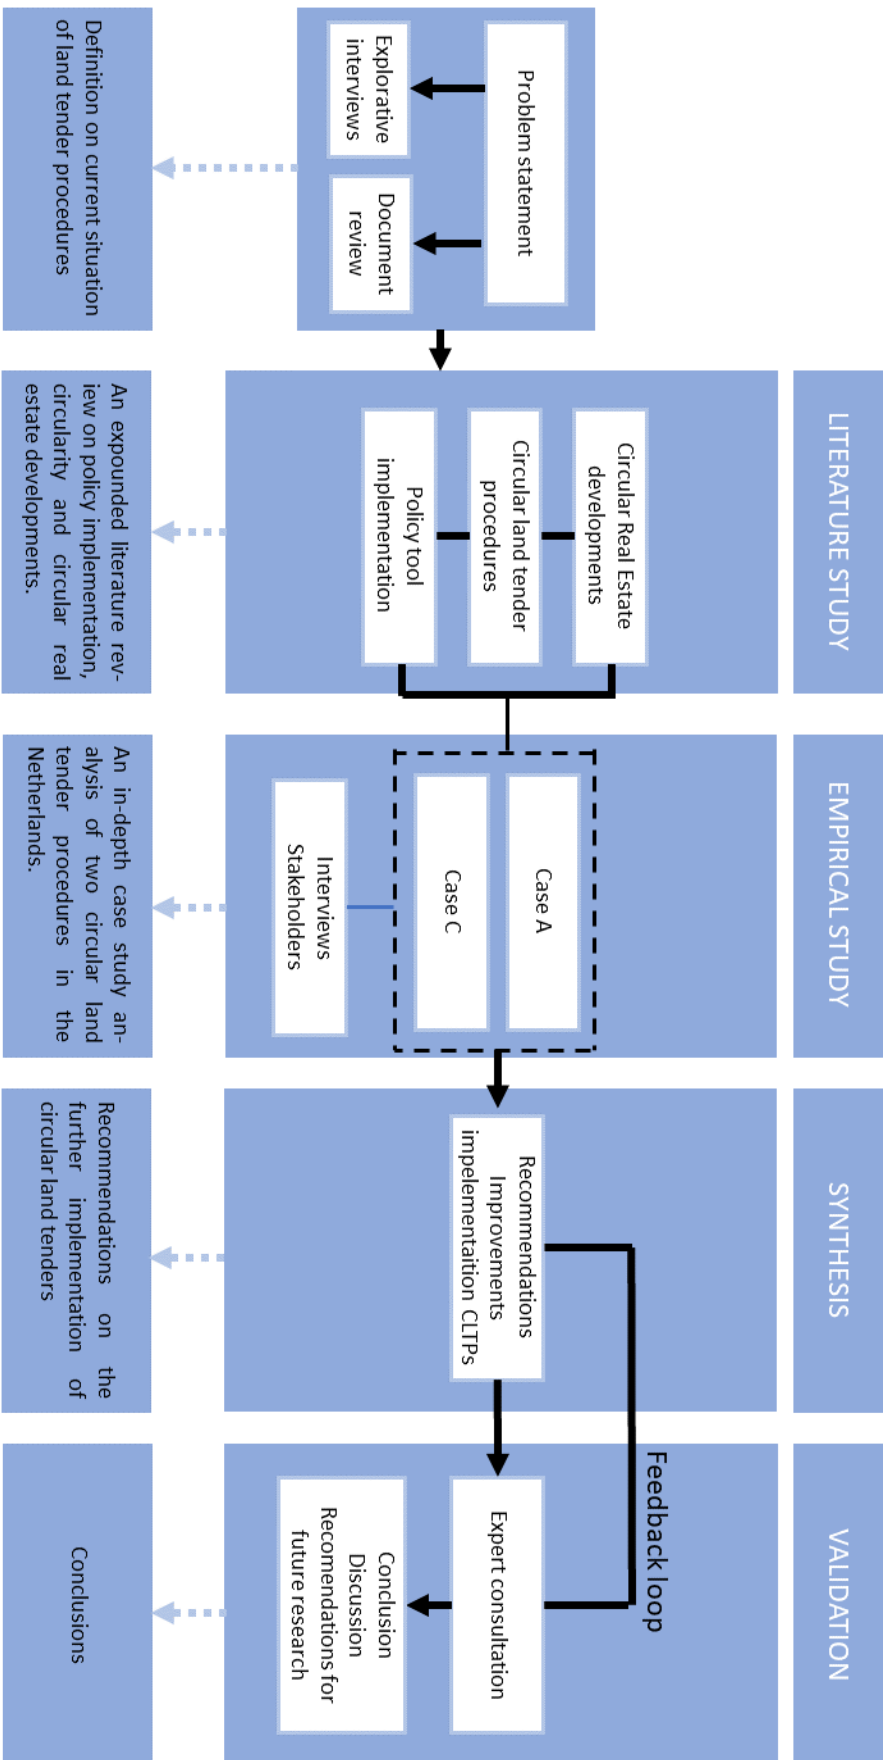 Problem statement
Explorative
interviews
Document
review
Definition on current situation
of land tender procedures
LITERATURE STUDY
Circular Real Estate
developments
Circular land tender
procedures
Policy tool
implementation
An expounded literature rev-
iew on policy implementation,
circularity and circular real
estate developments.
EMPIRICAL STUDY
Case A
Case C
Interviews
Stakeholders
An in-depth case study an-
alysis of two circular land
tender procedures in the
Netherlands.
SYNTHESIS
Recommendations
Improvements
impelementaition CLTPs
Recommendations on the
further implementation of
circular land tenders
VALIDATION
Feedback loop
Expert consultation
Conclusion
Discussion
Recomendations for
future research
Conclusions